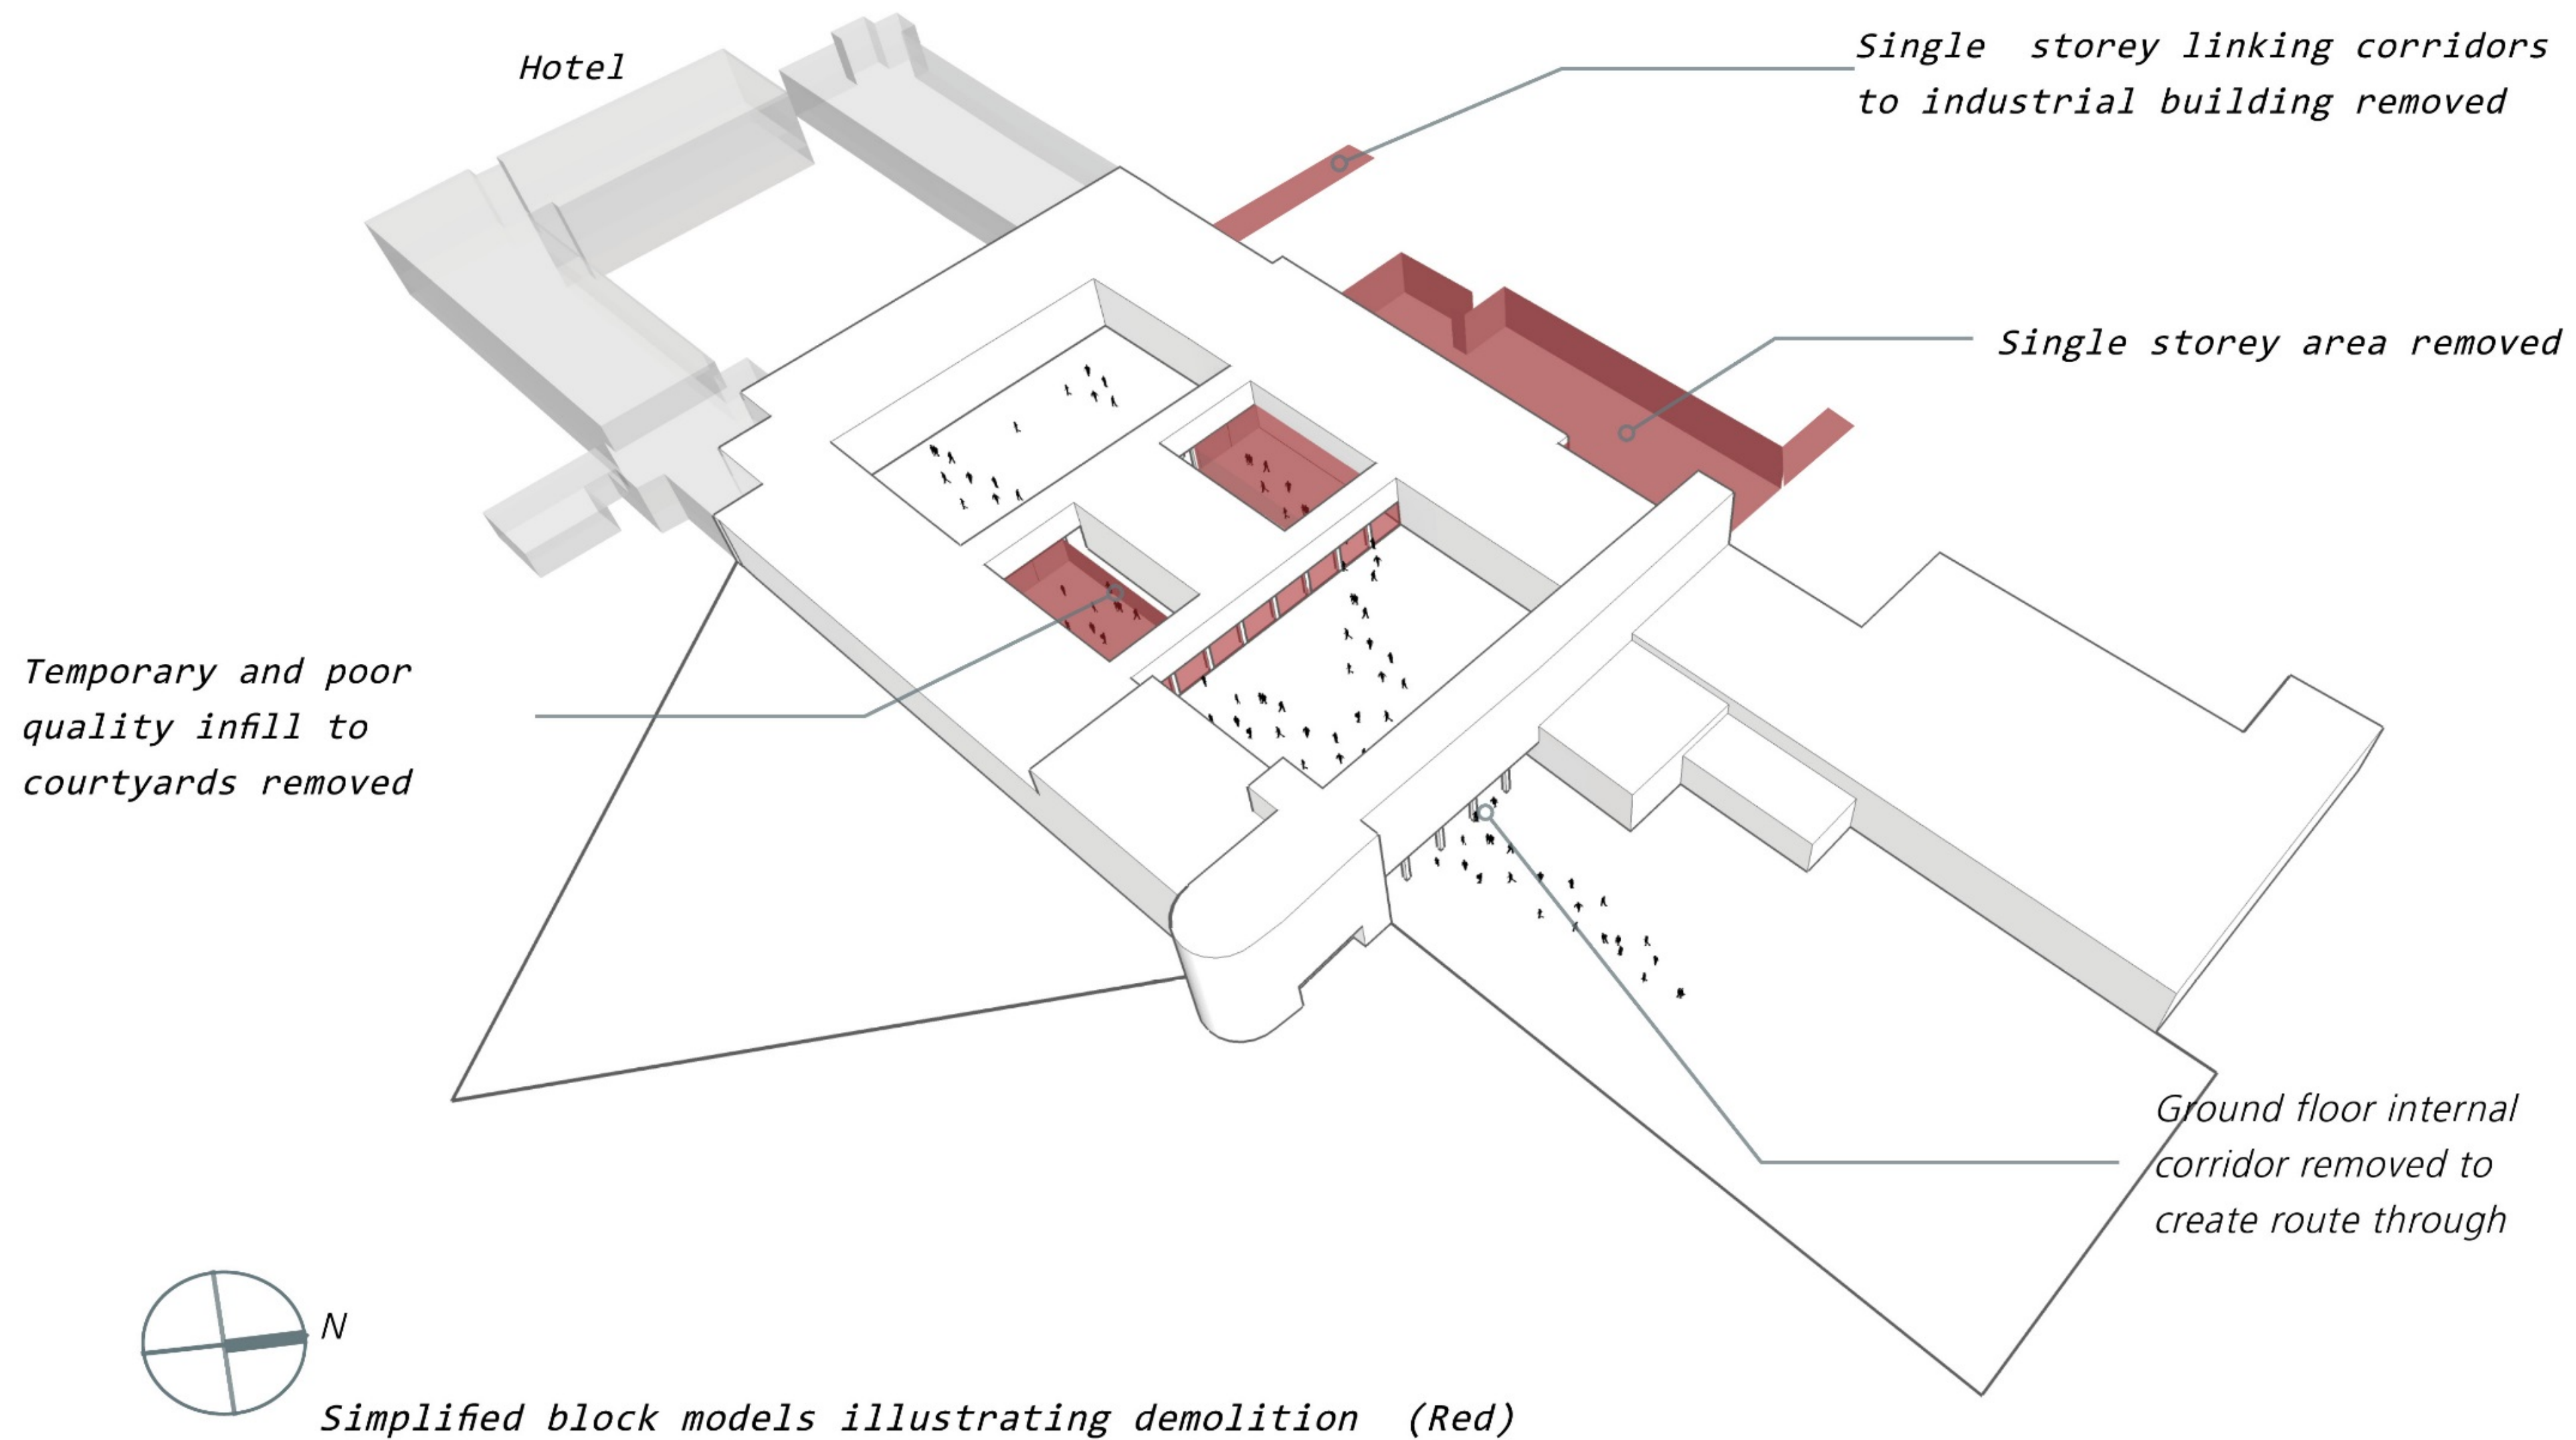 Hotel
Single storey linking corridors
to industrial building removed
Single storey area removed
Temporary and poor
quality infill to
courtyards removed
Ground floor internal
corridor removed to
create route through
N
Simplified block models illustrating demolition (Red)